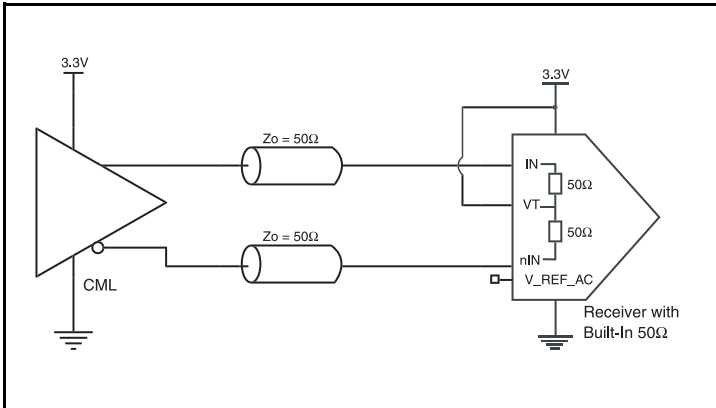 3.3V
3.3V
Zo = 50Ω
IN
50Ω
VT
50Ω
Zo = 50Ω
nIN
V_REF_AC
CML
Receiver with
Built-In 50Ω